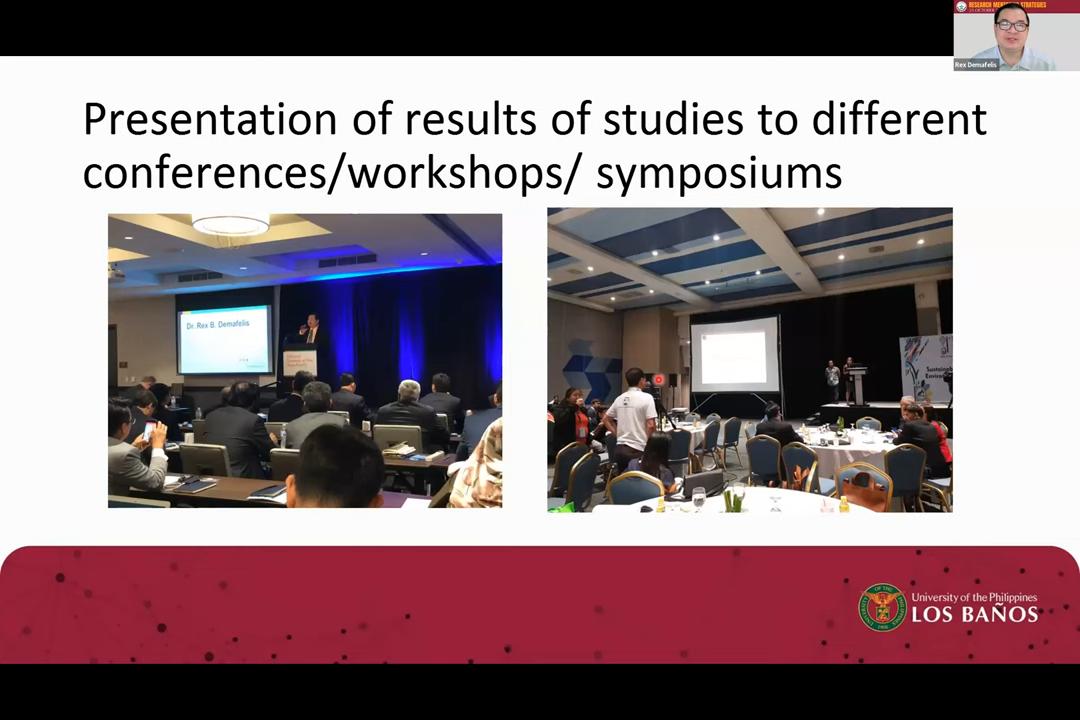 RESEARCH MENTORING STRATEGIES
Rex Demafelis
Presentation of results of studies to different
conferences/workshops/ symposiums
Dr. Rex B. Demafelis
University of the Philippines
LOS BAÑOS